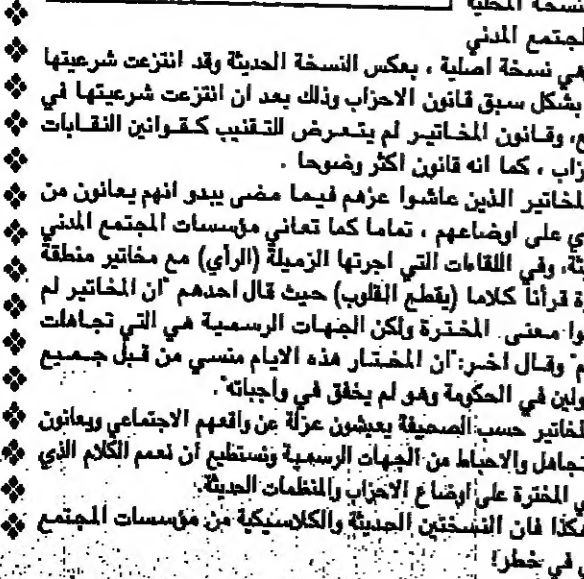 نسخة المحلية
المجتمع المدني
هي نسخة اصلية ، بعكس النسخة الحديثة وقد انتزعت شرعيتها
بشكل سبق قانون الاحزاب وذلك بعد ان انتزعت شرعيتها في
وقانون المخاتير لم يتعرض للتقنيب كقوانين النقابات
كما انه قانون اكثر وضوحا .
المخاتير الذين عاشوا عزهم فيما مضى يبدو انهم يعانون من
على اوضاعهم ، تماما كما تعاني مؤسسات المجتمع المدني
وفي اللقاءات التي اجرتها الزميلة (الرأي) مع مخاتير منطقة
قرأنا كلاما (يقطع القلوب) حيث قال احدهم "ان المخاتير لم
معنى المخترة ولكن الجهات الرسمية هي التي تجاهلت
وقال اخر: "ان المختار هذه الايام منسي من قبل جميع
في الحكومة وهو لم يخفق في واجباته".
المخاتير حسب الصحيفة يعيشون عزلة عن واقعهم الاجتماعي ويعانون
والاحباط من الجهات الرسمية ونستطيع أن نعمم الكلام الذي
المخترة على اوضاع الاحزاب والمنظمات الحديثة.
فان النسختين الحديثة والكلاسيكية من مؤسسات المجتمع
في خطر!